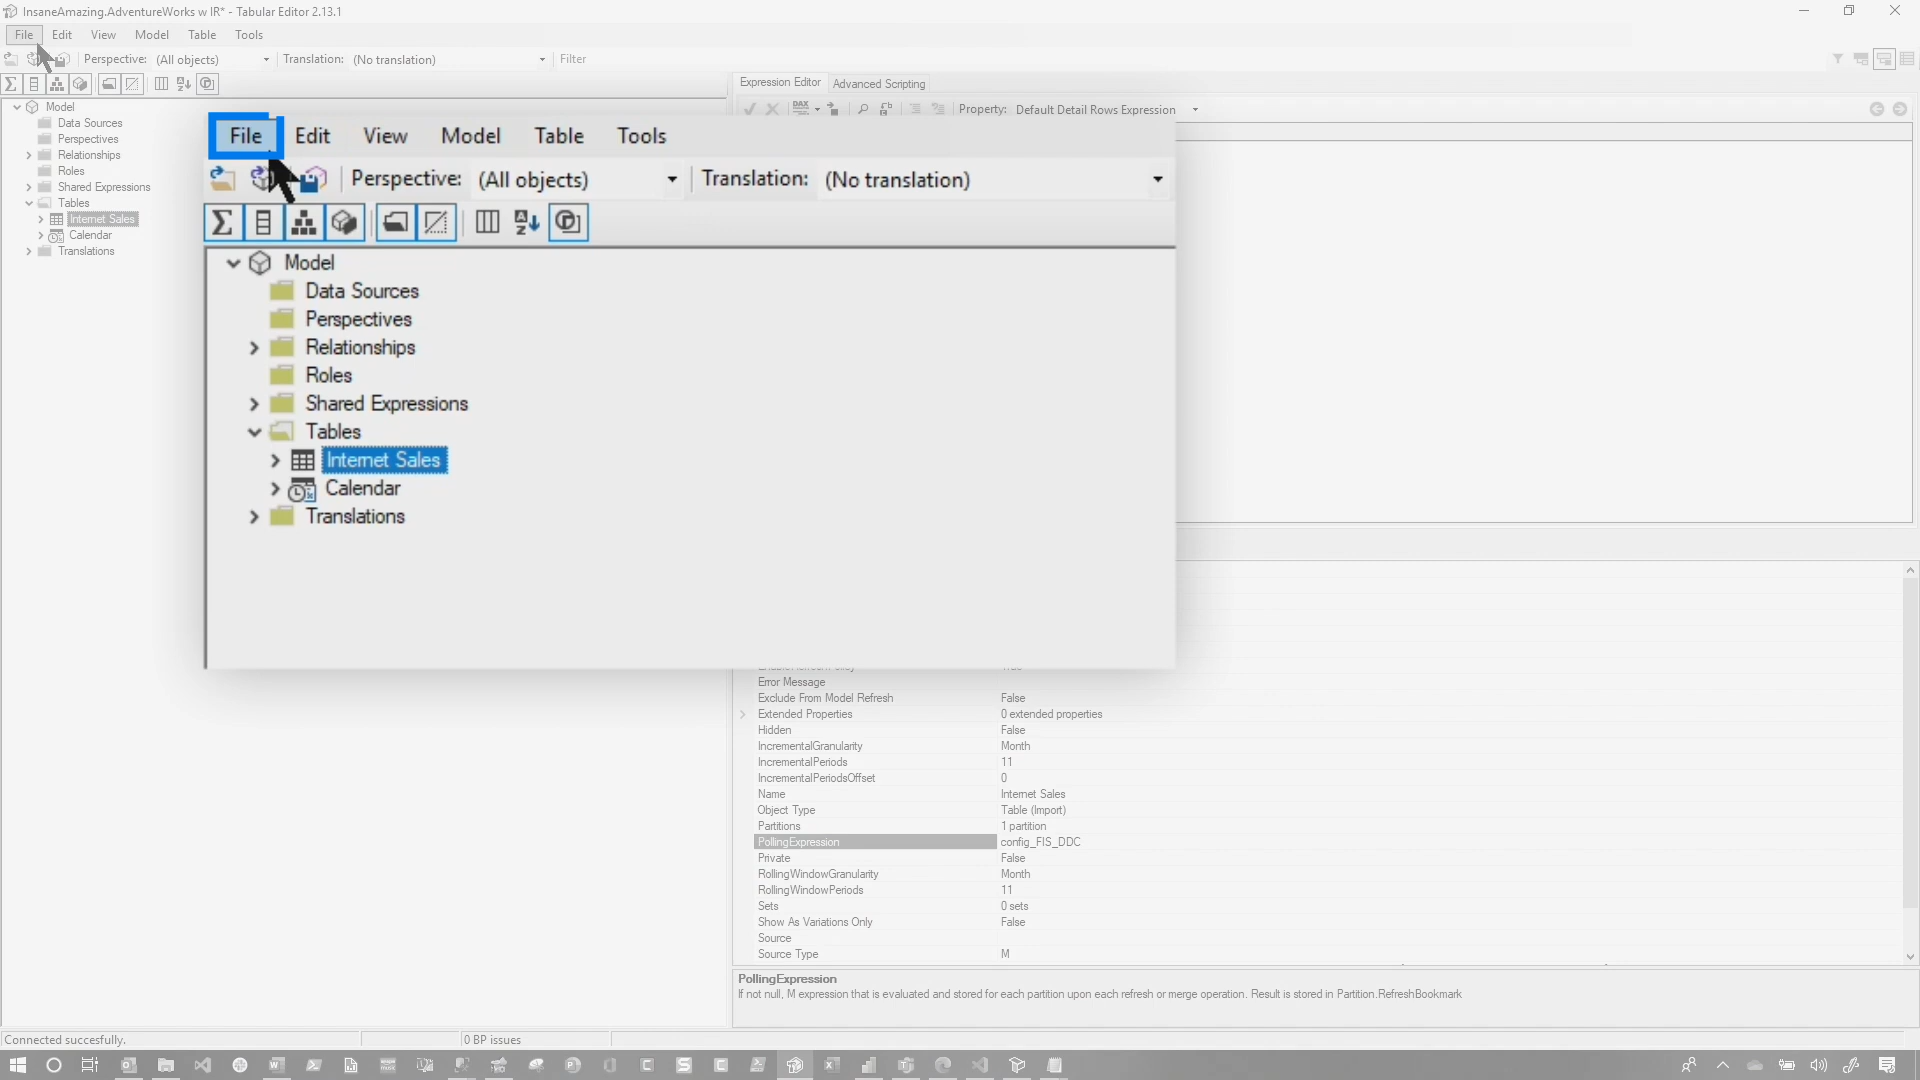 InsaneAmazing.AdventureWorks w IR* - Tabular Editor 2.13.1
File Edit View Model Table Tools
Perspective: (All objects) Translation: (No translation) Filter
Expression Editor Advanced Scripting
Property: Default Detail Rows Expression
Model
Data Sources
Perspectives
Relationships
Roles
Shared Expressions
Tables
Internet Sales
Calendar
Translations
File Edit View Model Table Tools
Perspective: (All objects) Translation: (No translation)
Model
Data Sources
Perspectives
Relationships
Roles
Shared Expressions
Tables
Internet Sales
Calendar
Translations
Error Message
Exclude From Model Refresh False
Extended Properties 0 extended properties
Hidden False
IncrementalGranularity Month
IncrementalPeriods 11
IncrementalPeriodsOffset 0
Name Internet Sales
Object Type Table (Import)
Partitions 1 partition
PollingExpression config_FIS_DDC
Private False
RollingWindowGranularity Month
RollingWindowPeriods 11
Sets 0 sets
Show As Variations Only False
Source
Source Type M
PollingExpression
If not null, M expression that is evaluated and stored for each partition upon each refresh or merge operation. Result is stored in Partition.RefreshBookmark
Connected succesfully. 0 BP issues